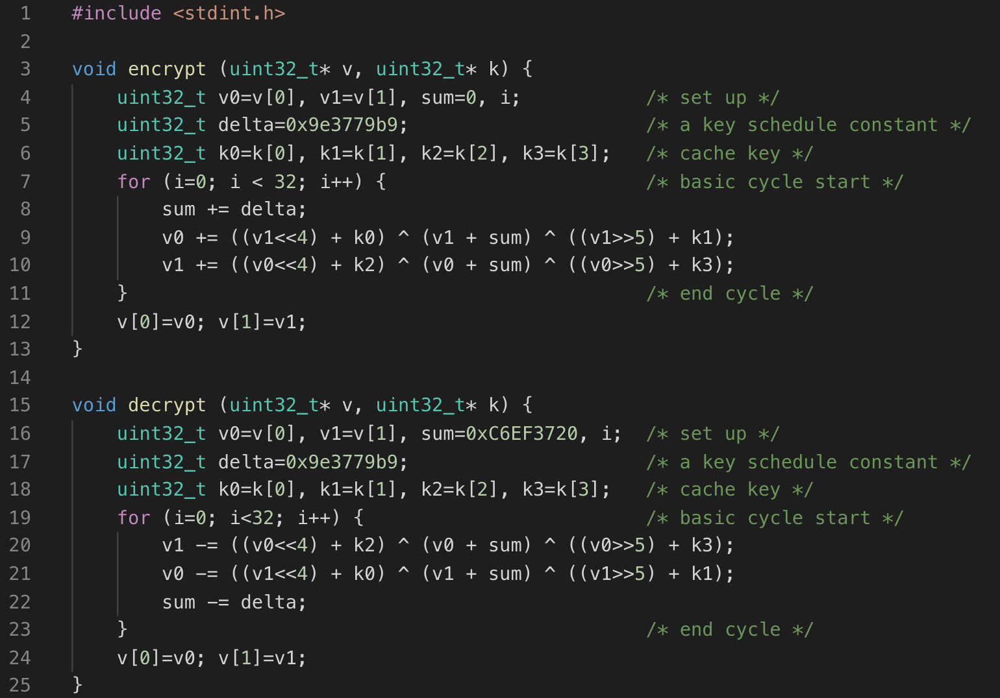 1 #include <stdint.h>
2
3 void encrypt (uint32_t* v, uint32_t* k) {
4     uint32_t v0=v[0], v1=v[1], sum=0, i;           /* set up */
5     uint32_t delta=0x9e3779b9;                     /* a key schedule constant */
6     uint32_t k0=k[0], k1=k[1], k2=k[2], k3=k[3];   /* cache key */
7     for (i=0; i < 32; i++) {                       /* basic cycle start */
8         sum += delta;
9         v0 += ((v1<<4) + k0) ^ (v1 + sum) ^ ((v1>>5) + k1);
10         v1 += ((v0<<4) + k2) ^ (v0 + sum) ^ ((v0>>5) + k3);
11     }                                              /* end cycle */
12     v[0]=v0; v[1]=v1;
13 }
14
15 void decrypt (uint32_t* v, uint32_t* k) {
16     uint32_t v0=v[0], v1=v[1], sum=0xC6EF3720, i;  /* set up */
17     uint32_t delta=0x9e3779b9;                     /* a key schedule constant */
18     uint32_t k0=k[0], k1=k[1], k2=k[2], k3=k[3];   /* cache key */
19     for (i=0; i<32; i++) {                         /* basic cycle start */
20         v1 -= ((v0<<4) + k2) ^ (v0 + sum) ^ ((v0>>5) + k3);
21         v0 -= ((v1<<4) + k0) ^ (v1 + sum) ^ ((v1>>5) + k1);
22         sum -= delta;
23     }                                              /* end cycle */
24     v[0]=v0; v[1]=v1;
25 }